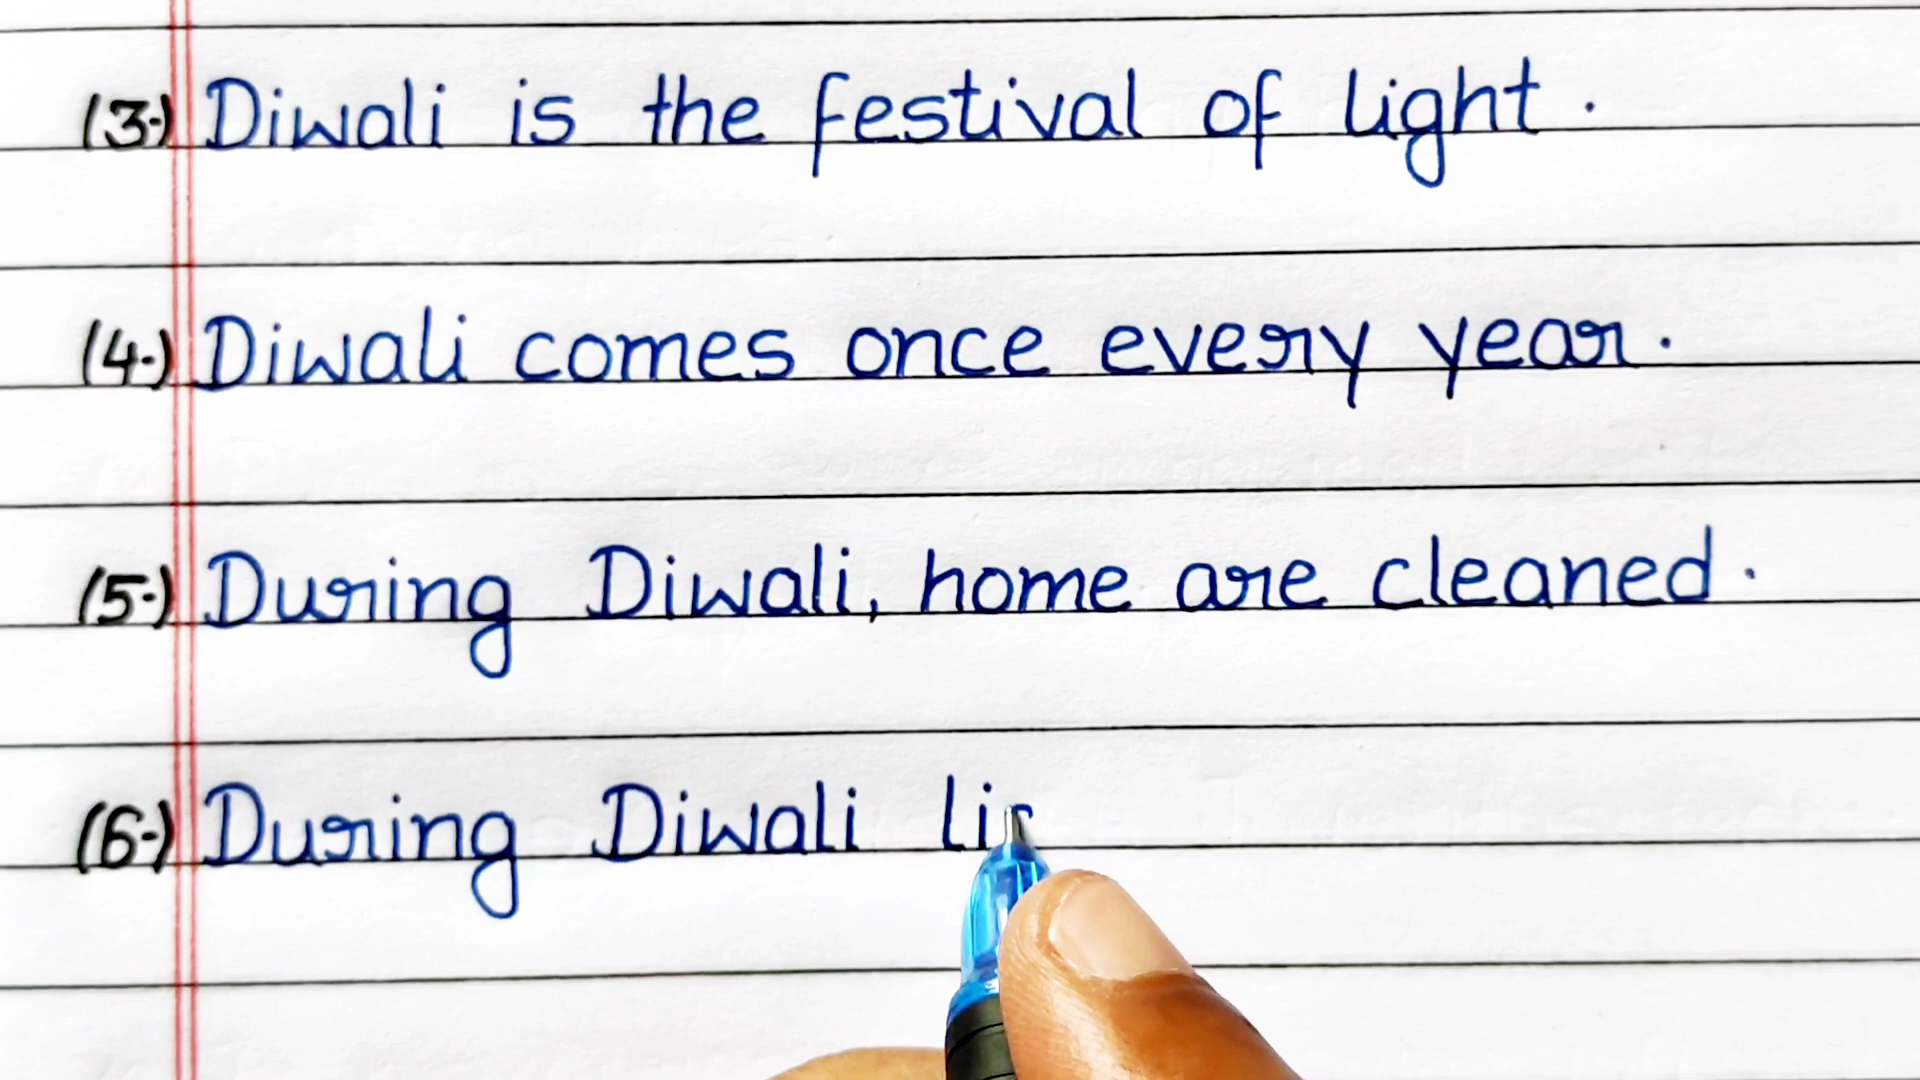 (3.) Diwali is the festival of light.
(4.) Diwali comes once every year.
(5.) During Diwali, home are cleaned.
(6.) During Diwali